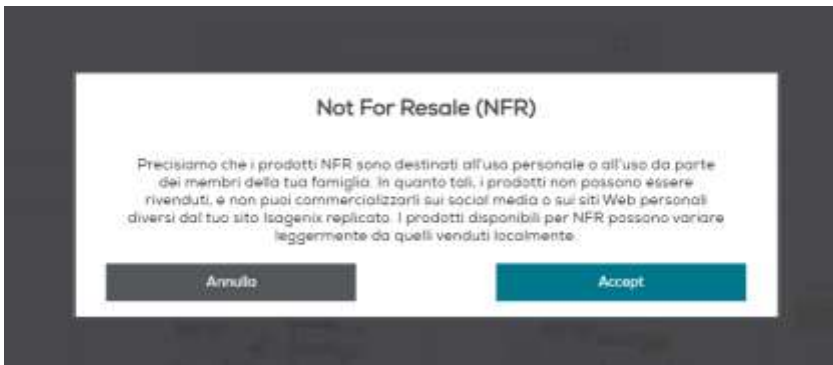 Not For Resale (NFR)
Precisiamo che i prodotti NFR sono destinati all'uso personale o all'uso da parte
dei membri della tua famiglia. In quanto tali, i prodotti non possono essere
rivenduti, e non puoi commercializzarli sui social media o sui siti Web personali
diversi dal tuo sito Isagenix replicato. I prodotti disponibili per NFR possono variare
leggermente da quelli venduti localmente.
Annulla
Accept